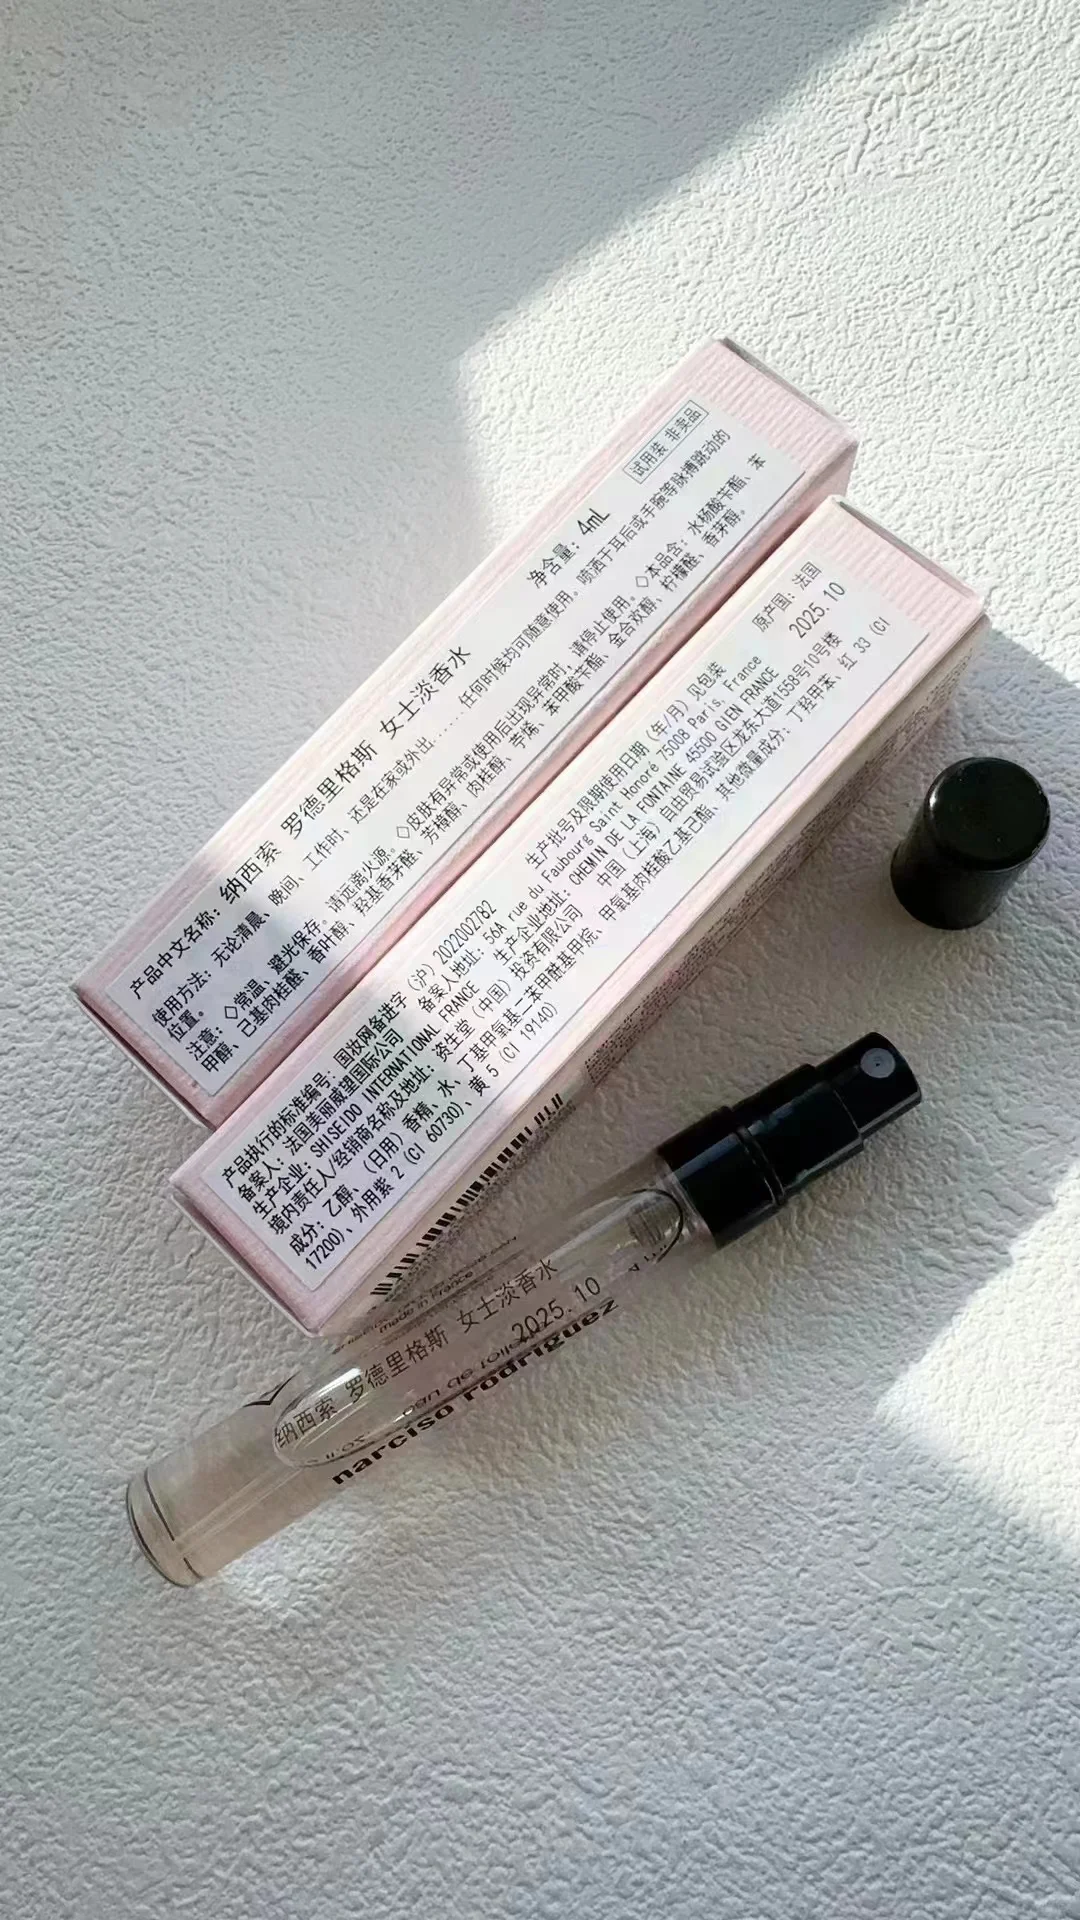 试用装 非卖品
产品中文名称：纳西索 罗德里格斯 女士淡香水 净含量：4mL
使用方法：无论清晨、晚间、工作时、还是在家或外出......任何时候均可随意使用。喷洒于耳后或手腕等脉搏跳动的
位置。
注意：◇常温、避光保存。请远离火源。◇皮肤有异常或使用后出现异常时，请停止使用。◇本品含：水杨酸苄酯、苯
甲醇、己基肉桂醛、香叶醇、羟基香茅醛、芳樟醇、肉桂醇、苧烯、苯甲酸苄酯、金合欢醇、柠檬醛、香茅醇。
原产国：法国
产品执行的标准编号：国妆网备进字（沪）2022002782 生产批号及限期使用日期（年/月）见包装 2025.10
备案人：法国美丽威望国际公司 备案人地址：56A rue du Faubourg Saint Honoré 75008 Paris, France
生产企业：SHISEIDO INTERNATIONAL FRANCE 生产企业地址：CHEMIN DE LA FONTAINE 45500 GIEN FRANCE
境内责任人/经销商名称及地址：资生堂（中国）投资有限公司 中国（上海）自由贸易试验区龙东大道1558号10号楼
成分：乙醇、（日用）香精、水、丁基甲氧基二苯甲酰基甲烷、甲氧基肉桂酸乙基己酯、其他微量成分：丁羟甲苯、红 33（CI
17200）、外用紫 2（CI 60730）、黄 5（CI 19140）
made in France
纳西索 罗德里格斯 女士淡香水
2025.10
narciso rodriguez